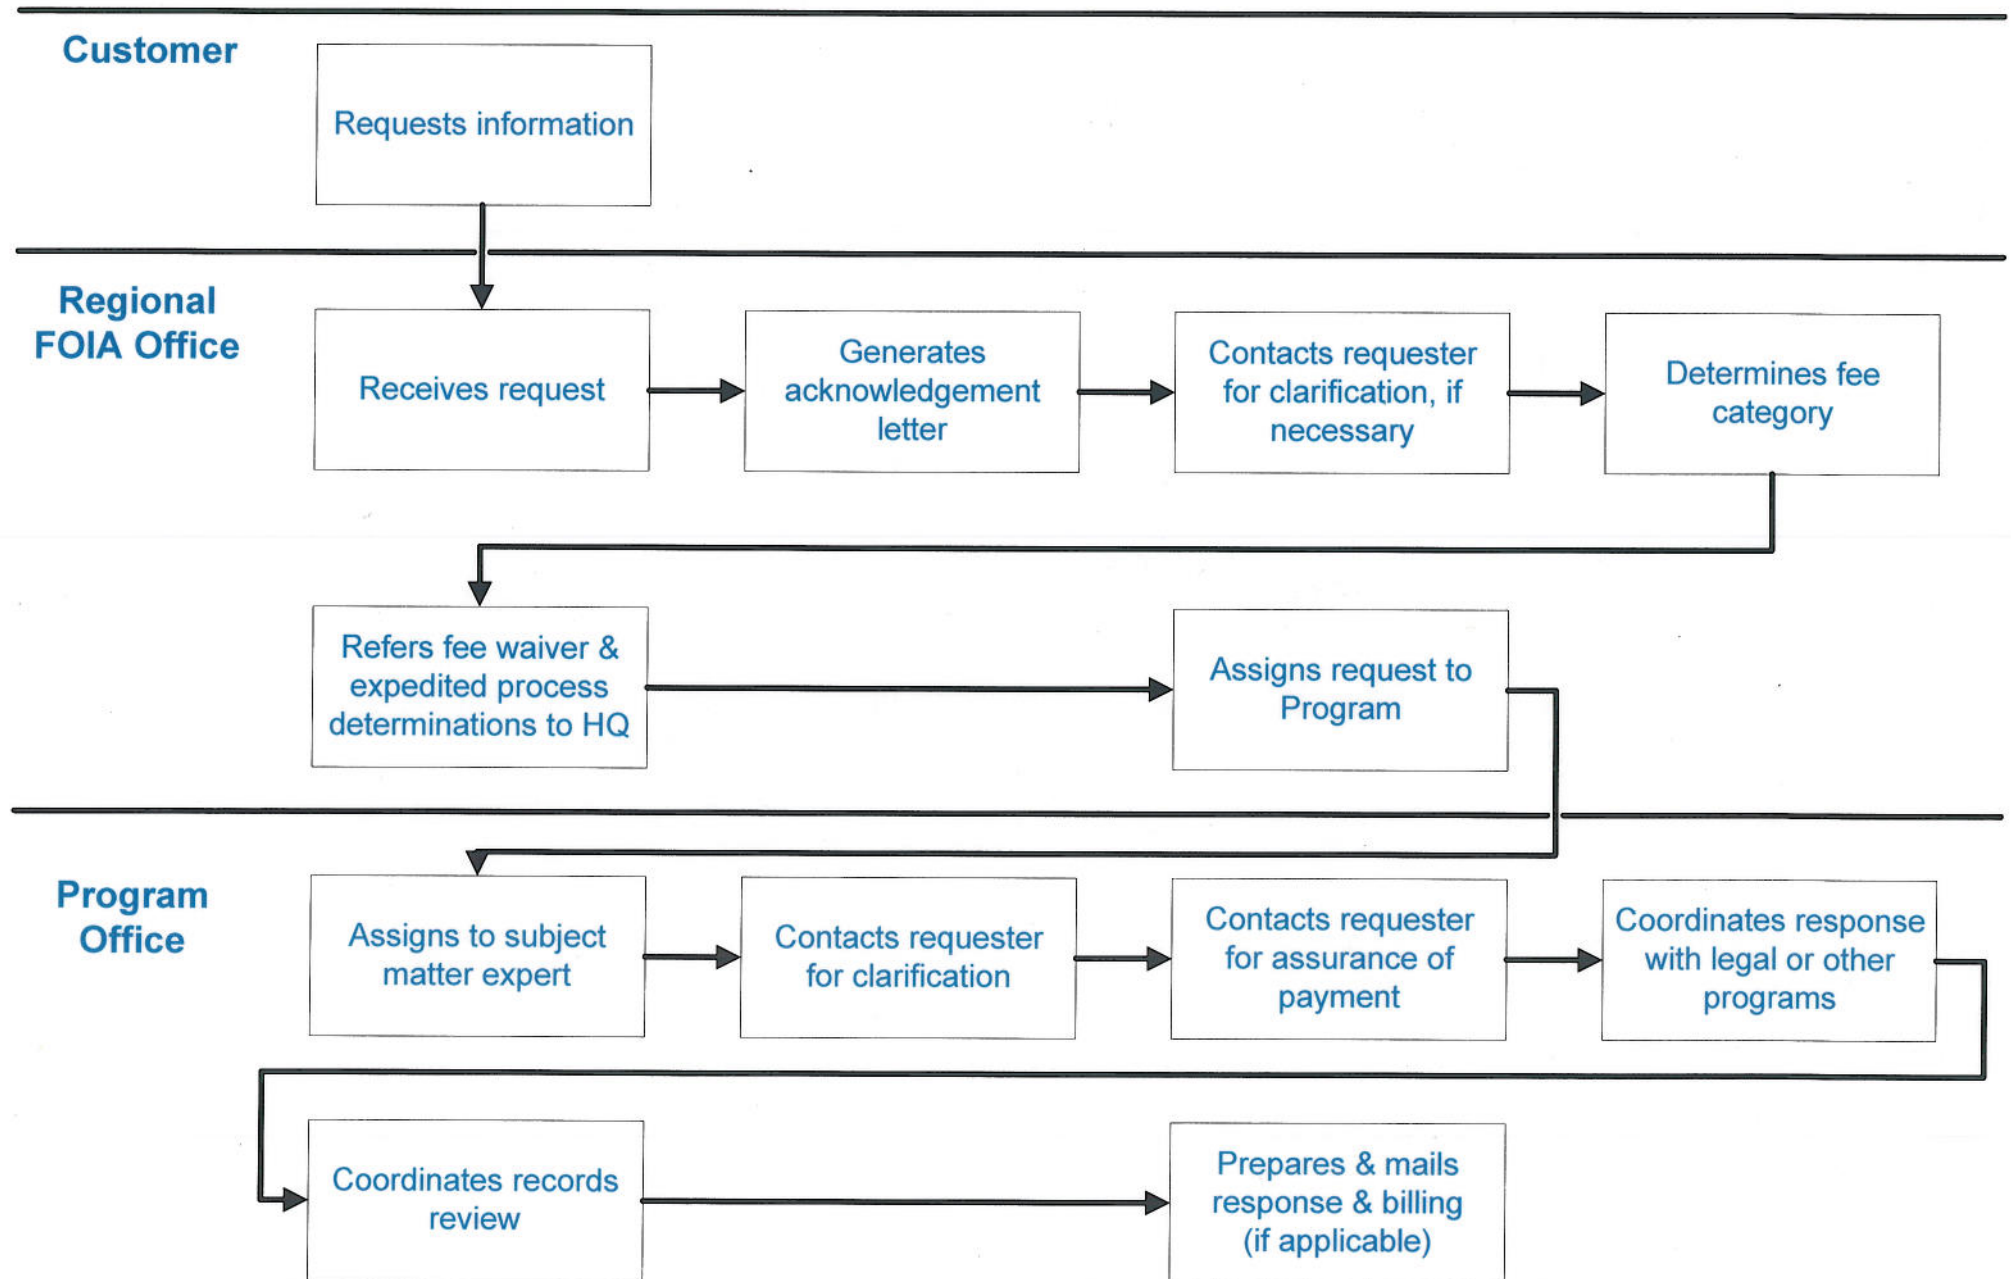 Customer
Requests information
Regional
FOIA Office
Receives request
Generates
acknowledgement
letter
Contacts requester
for clarification, if
necessary
Determines fee
category
Refers fee waiver &
expedited process
determinations to HQ
Assigns request to
Program
Program
Office
Assigns to subject
matter expert
Contacts requester
for clarification
Contacts requester
for assurance of
payment
Coordinates response
with legal or other
programs
Coordinates records
review
Prepares & mails
response & billing
(if applicable)